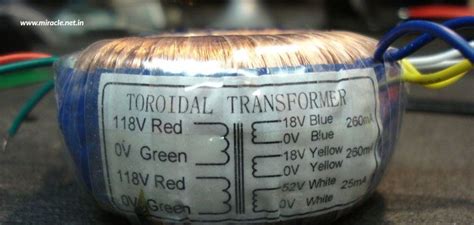 www.miracle.net.in
TOROIDAL TRANSFORMER
118V Red 18V Blue 260mA
0V Green 0V Blue
118V Red 18V Yellow 260mA
0V Green 0V Yellow
52V White 25mA
0V White